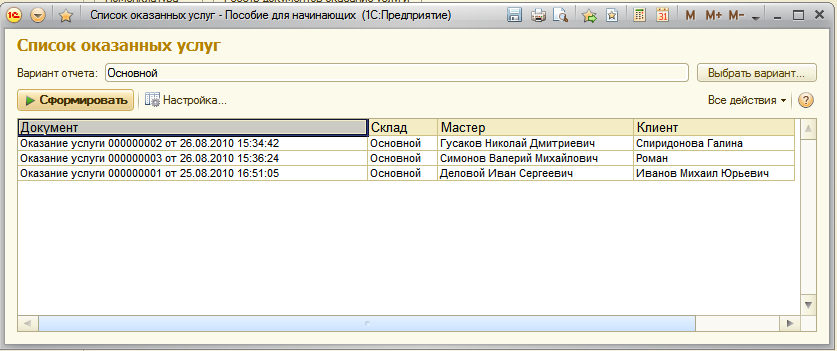 Список оказанных услуг - Пособие для начинающих (1С:Предприятие)
M M+ M-
31
Список оказанных услуг
Вариант отчета: Основной Выбрать вариант...
Сформировать Настройка... Все действия ?
Документ Склад Мастер Клиент
Оказание услуги 000000002 от 26.08.2010 15:34:42 Основной Гусаков Николай Дмитриевич Спиридонова Галина
Оказание услуги 000000003 от 26.08.2010 15:36:24 Основной Симонов Валерий Михайлович Роман
Оказание услуги 000000001 от 25.08.2010 16:51:05 Основной Деловой Иван Сергеевич Иванов Михаил Юрьевич